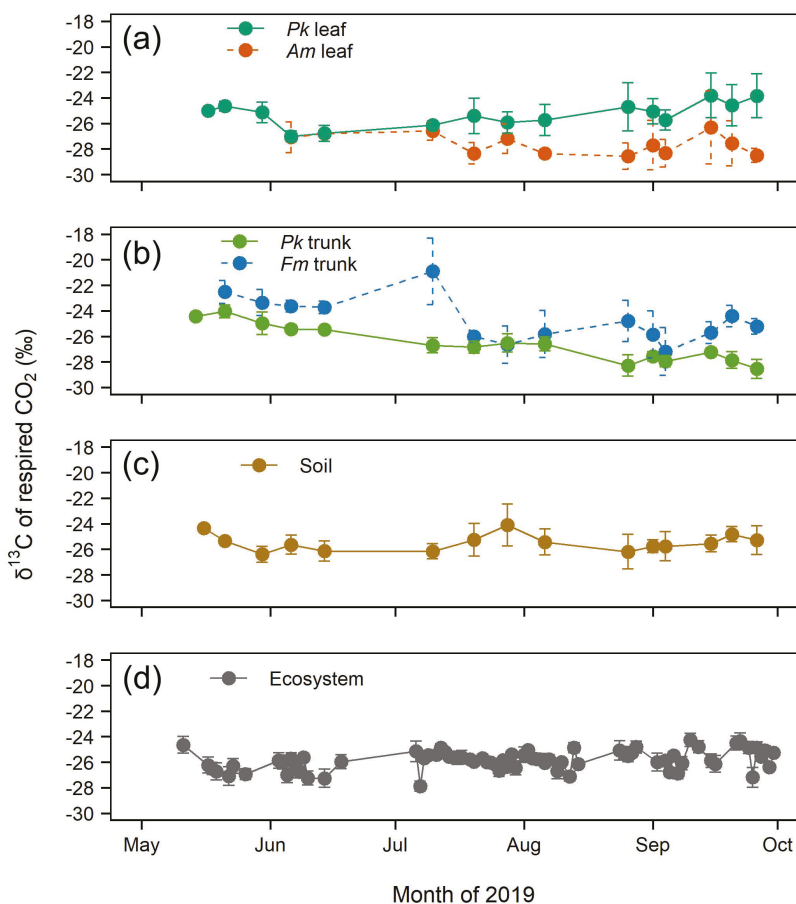 (a)
Pk leaf
Am leaf
-18
-20
-22
-24
-26
-28
-30
(b)
Pk trunk
Fm trunk
-18
-20
-22
-24
-26
-28
-30
δ¹³C of respired CO₂ (‰)
(c)
Soil
-18
-20
-22
-24
-26
-28
-30
(d)
Ecosystem
-18
-20
-22
-24
-26
-28
-30
May Jun Jul Aug Sep Oct
Month of 2019